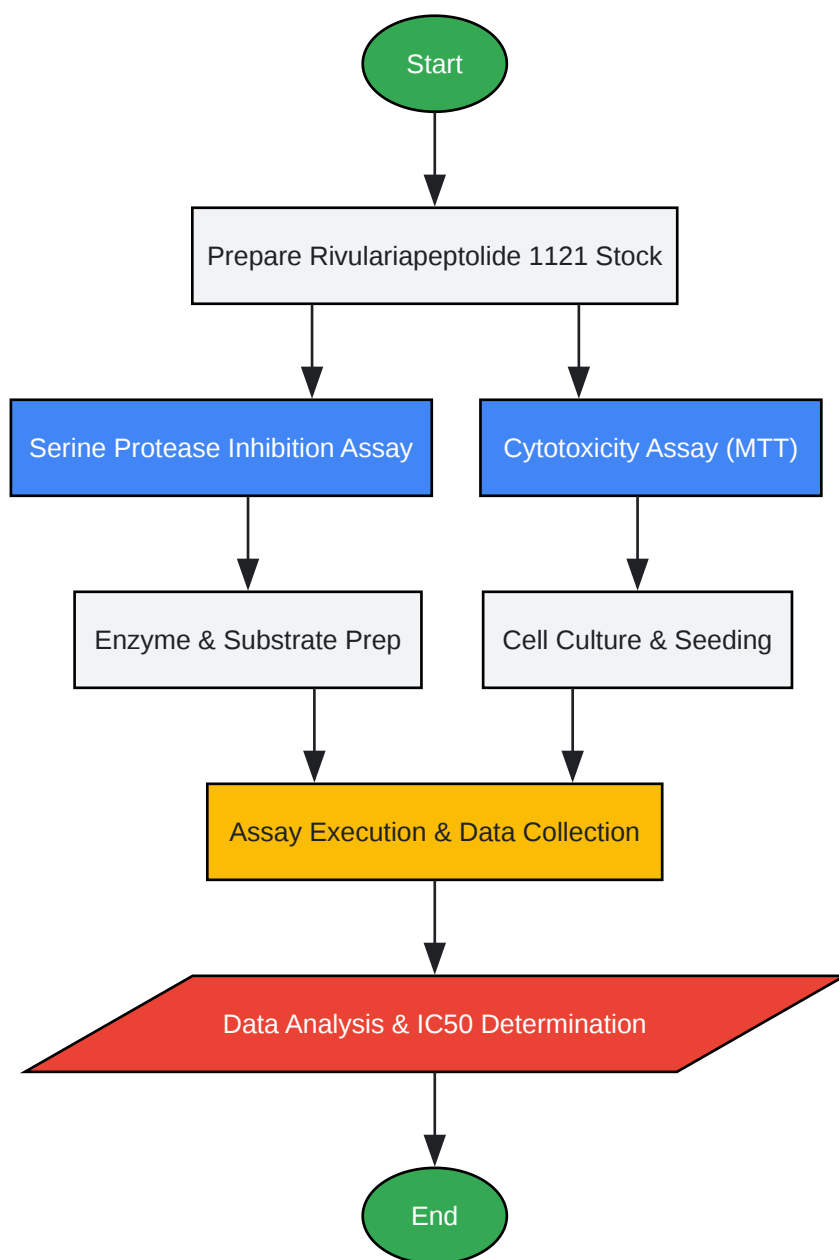 Start
Prepare Rivulariapeptolide 1121 Stock
Serine Protease Inhibition Assay
Cytotoxicity Assay (MTT)
Enzyme & Substrate Prep
Cell Culture & Seeding
Assay Execution & Data Collection
Data Analysis & IC50 Determination
End